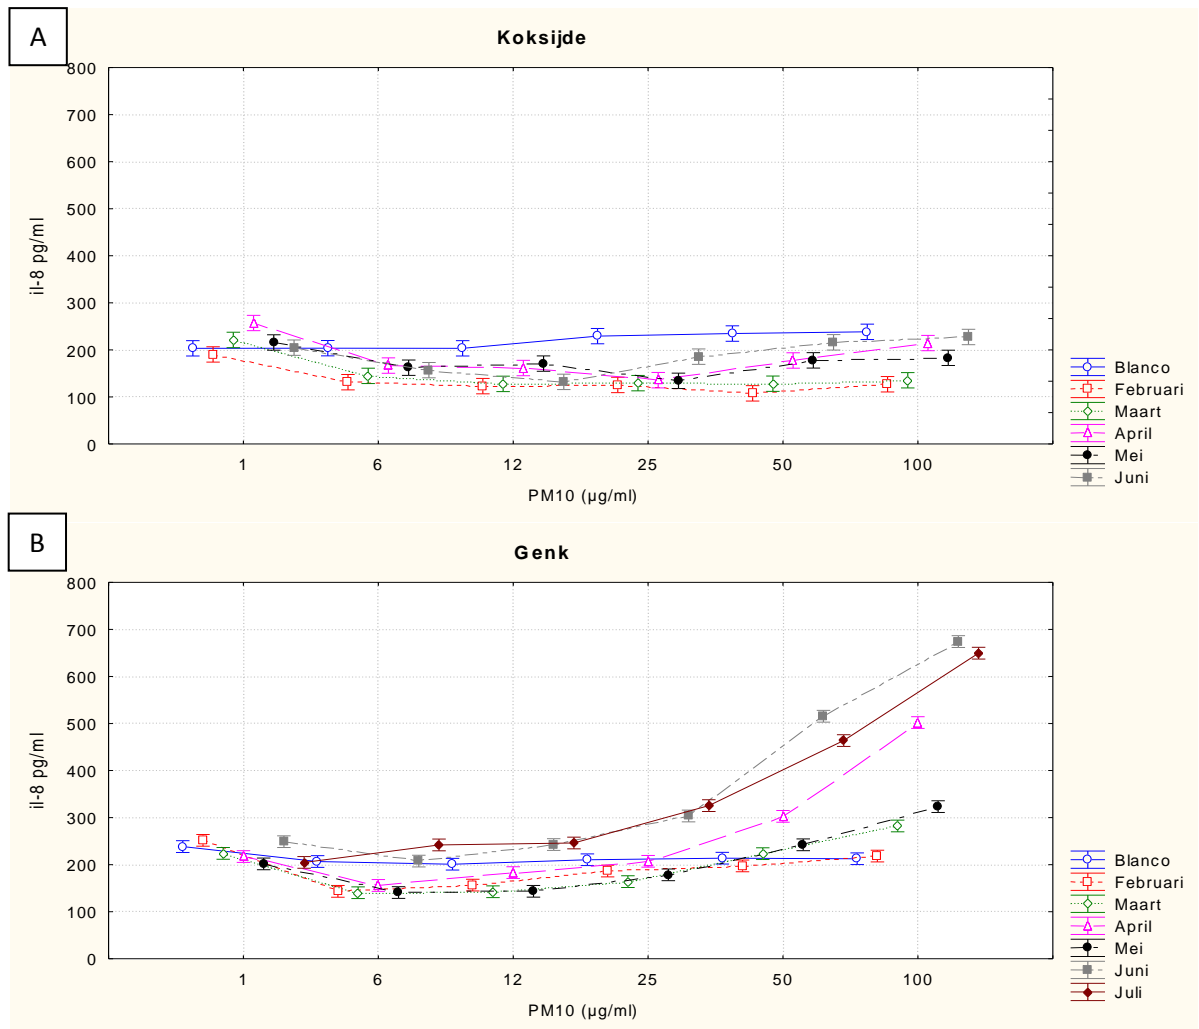 A
Koksijde
800
700
600
500
400
300
200
100
0
il-8 pg/ml
1 6 12 25 50 100
PM10 (µg/ml)
Blanco
Februari
Maart
April
Mei
Juni
B
Genk
800
700
600
500
400
300
200
100
0
il-8 pg/ml
1 6 12 25 50 100
PM10 (µg/ml)
Blanco
Februari
Maart
April
Mei
Juni
Juli